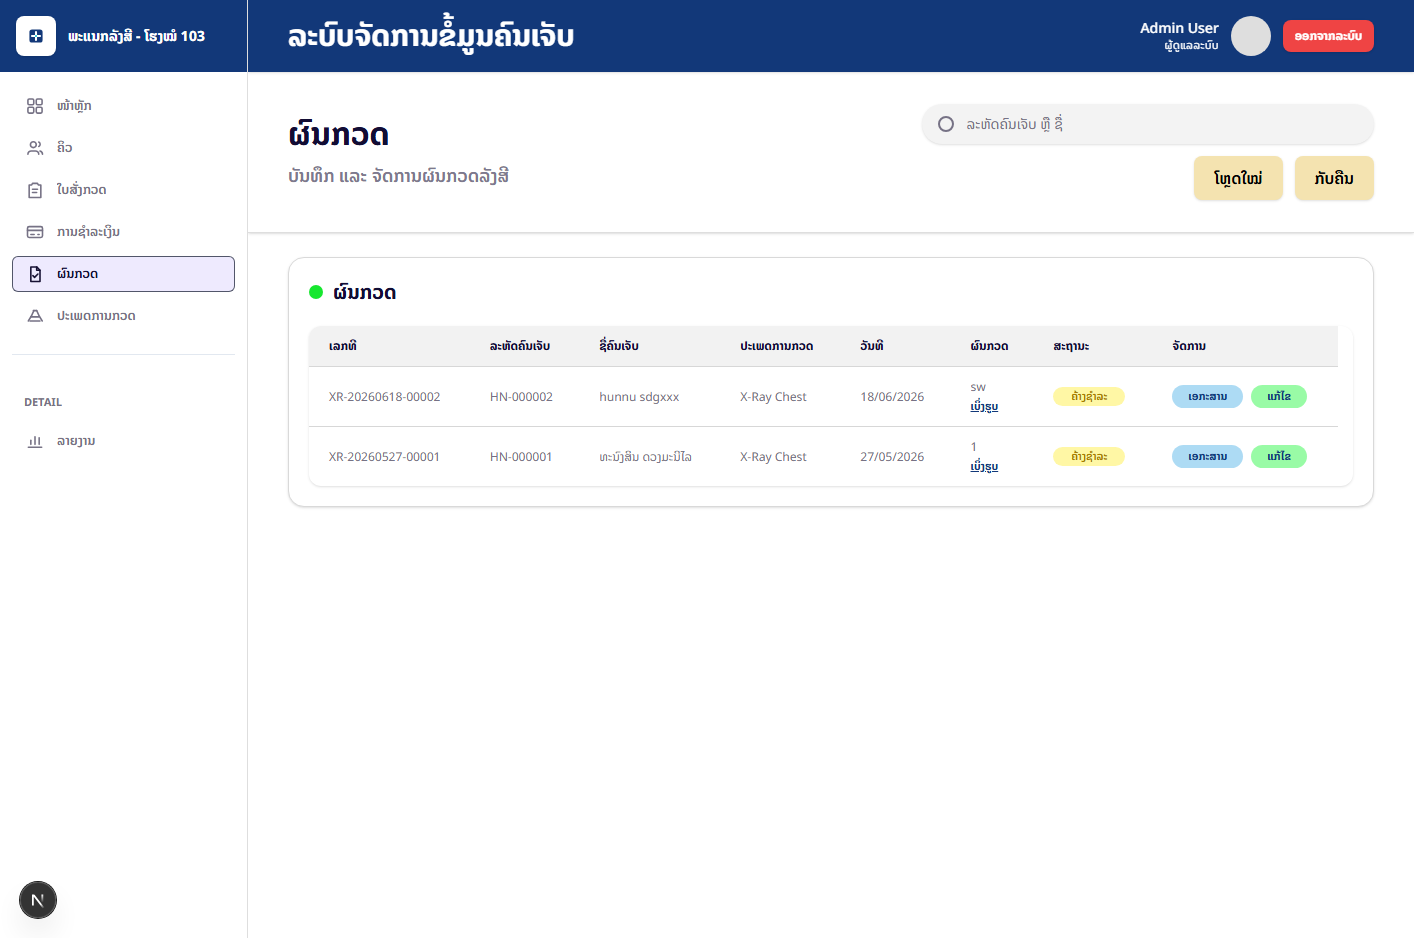 ພະແນກລັງສີ - ໂຮງໝໍ 103
ລະບົບຈັດການຂໍ້ມູນຄົນເຈັບ
Admin User
ຜູ້ດູແລລະບົບ
ອອກຈາກລະບົບ
ໜ້າຫຼັກ
ຄິວ
ໃບສັ່ງກວດ
ການຊຳລະເງິນ
ຜົນກວດ
ປະເພດການກວດ
DETAIL
ລາຍງານ
ຜົນກວດ
ບັນທຶກ ແລະ ຈັດການຜົນກວດລັງສີ
ລະຫັດຄົນເຈັບ ຫຼື ຊື່
ໂຫຼດໃໝ່ ກັບຄືນ
ຜົນກວດ
ເລກທີ ລະຫັດຄົນເຈັບ ຊື່ຄົນເຈັບ ປະເພດການກວດ ວັນທີ ຜົນກວດ ສະຖານະ ຈັດການ
XR-20260618-00002 HN-000002 hunnu sdgxxx X-Ray Chest 18/06/2026 sw ຄ້າງຊຳລະ ເອກະສານ ແກ້ໄຂ
ເບິ່ງຮູບ
XR-20260527-00001 HN-000001 ທະນົງສິນ ດວງມະນີໄລ X-Ray Chest 27/05/2026 1 ຄ້າງຊຳລະ ເອກະສານ ແກ້ໄຂ
ເບິ່ງຮູບ
N